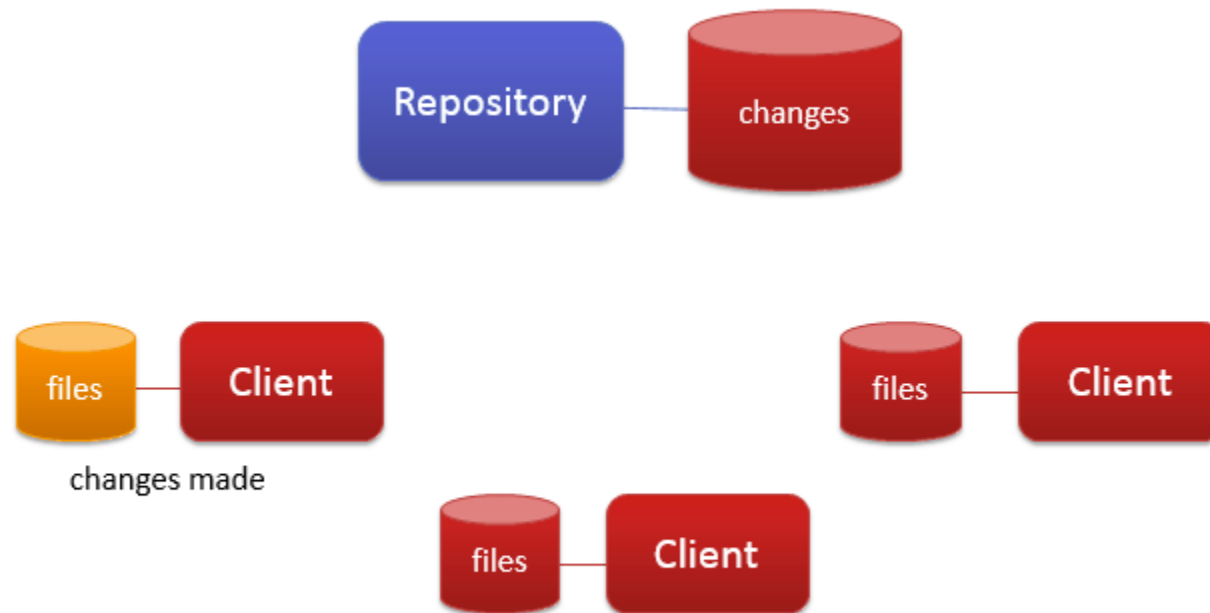 Repository
changes
files
Client
changes made
files
Client
files
Client